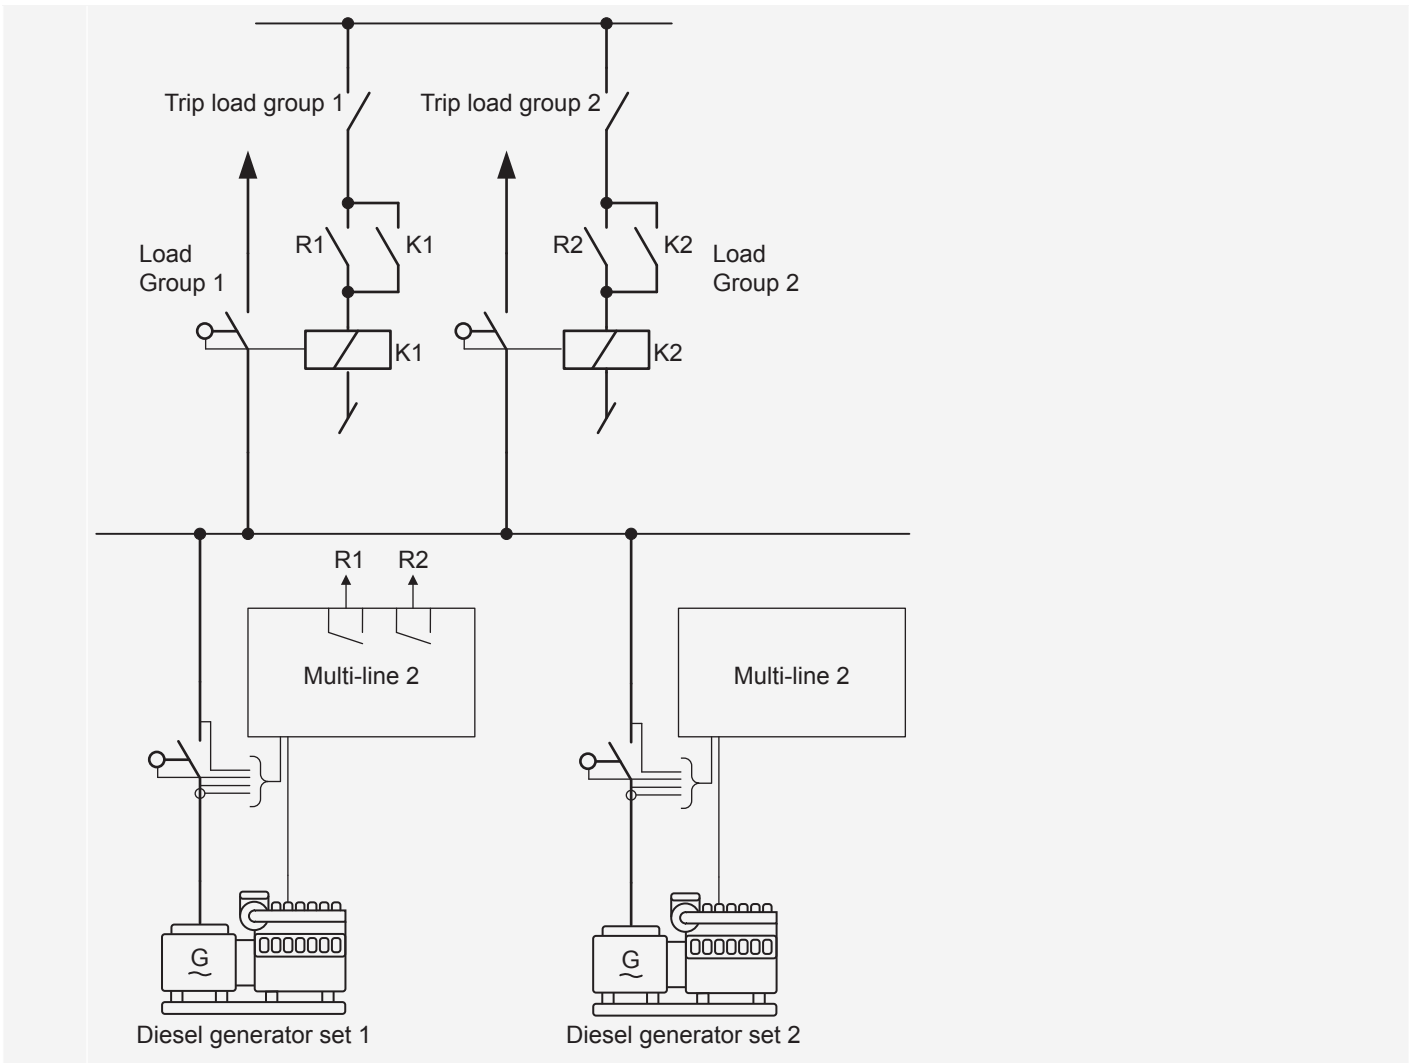 Trip load group 1
Trip load group 2
R1
K1
R2
K2
Load
Group 1
Load
Group 2
K1
K2
R1
R2
Multi-line 2
Multi-line 2
G
G
Diesel generator set 1
Diesel generator set 2